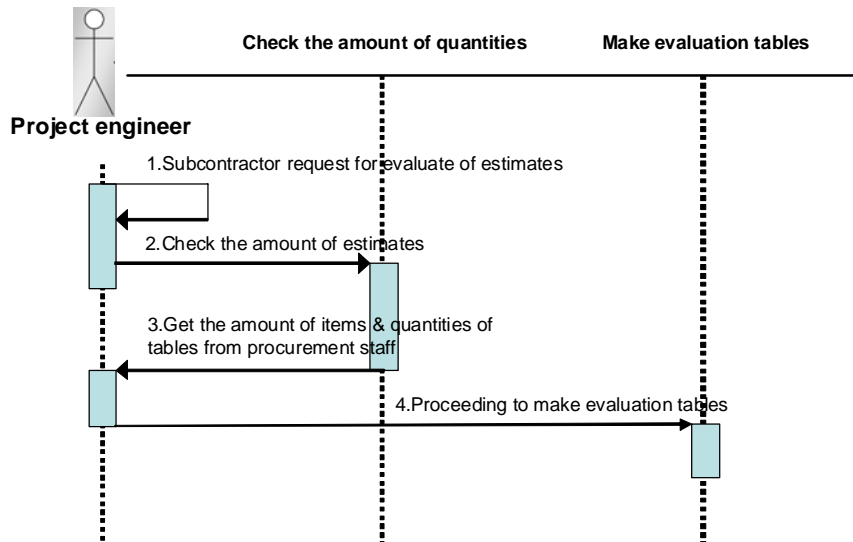 Check the amount of quantities
Make evaluation tables
Project engineer
1.Subcontractor request for evaluate of estimates
2.Check the amount of estimates
3.Get the amount of items & quantities of
tables from procurement staff
4.Proceeding to make evaluation tables